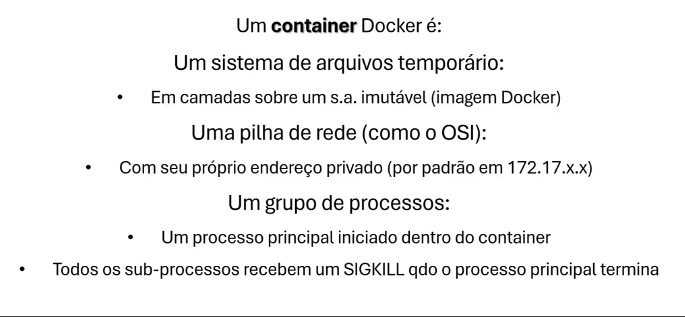 Um container Docker é:
Um sistema de arquivos temporário:
• Em camadas sobre um s.a. imutável (imagem Docker)
Uma pilha de rede (como o OSI):
• Com seu próprio endereço privado (por padrão em 172.17.x.x)
Um grupo de processos:
• Um processo principal iniciado dentro do container
• Todos os sub-processos recebem um SIGKILL qdo o processo principal termina